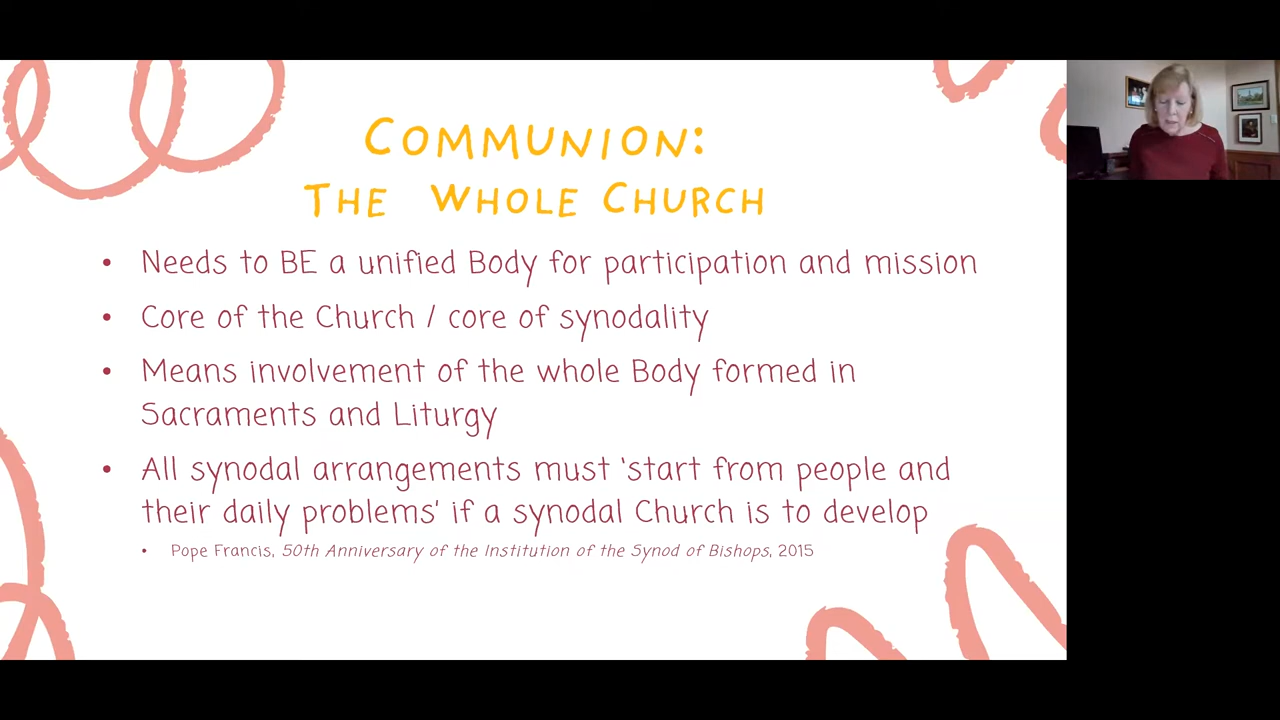 COMMUNION:
THE WHOLE CHURCH
• Needs to BE a unified Body for participation and mission
• Core of the Church / core of synodality
• Means involvement of the whole Body formed in
Sacraments and Liturgy
• All synodal arrangements must 'start from people and
their daily problems' if a synodal Church is to develop
• Pope Francis, 50th Anniversary of the Institution of the Synod of Bishops, 2015